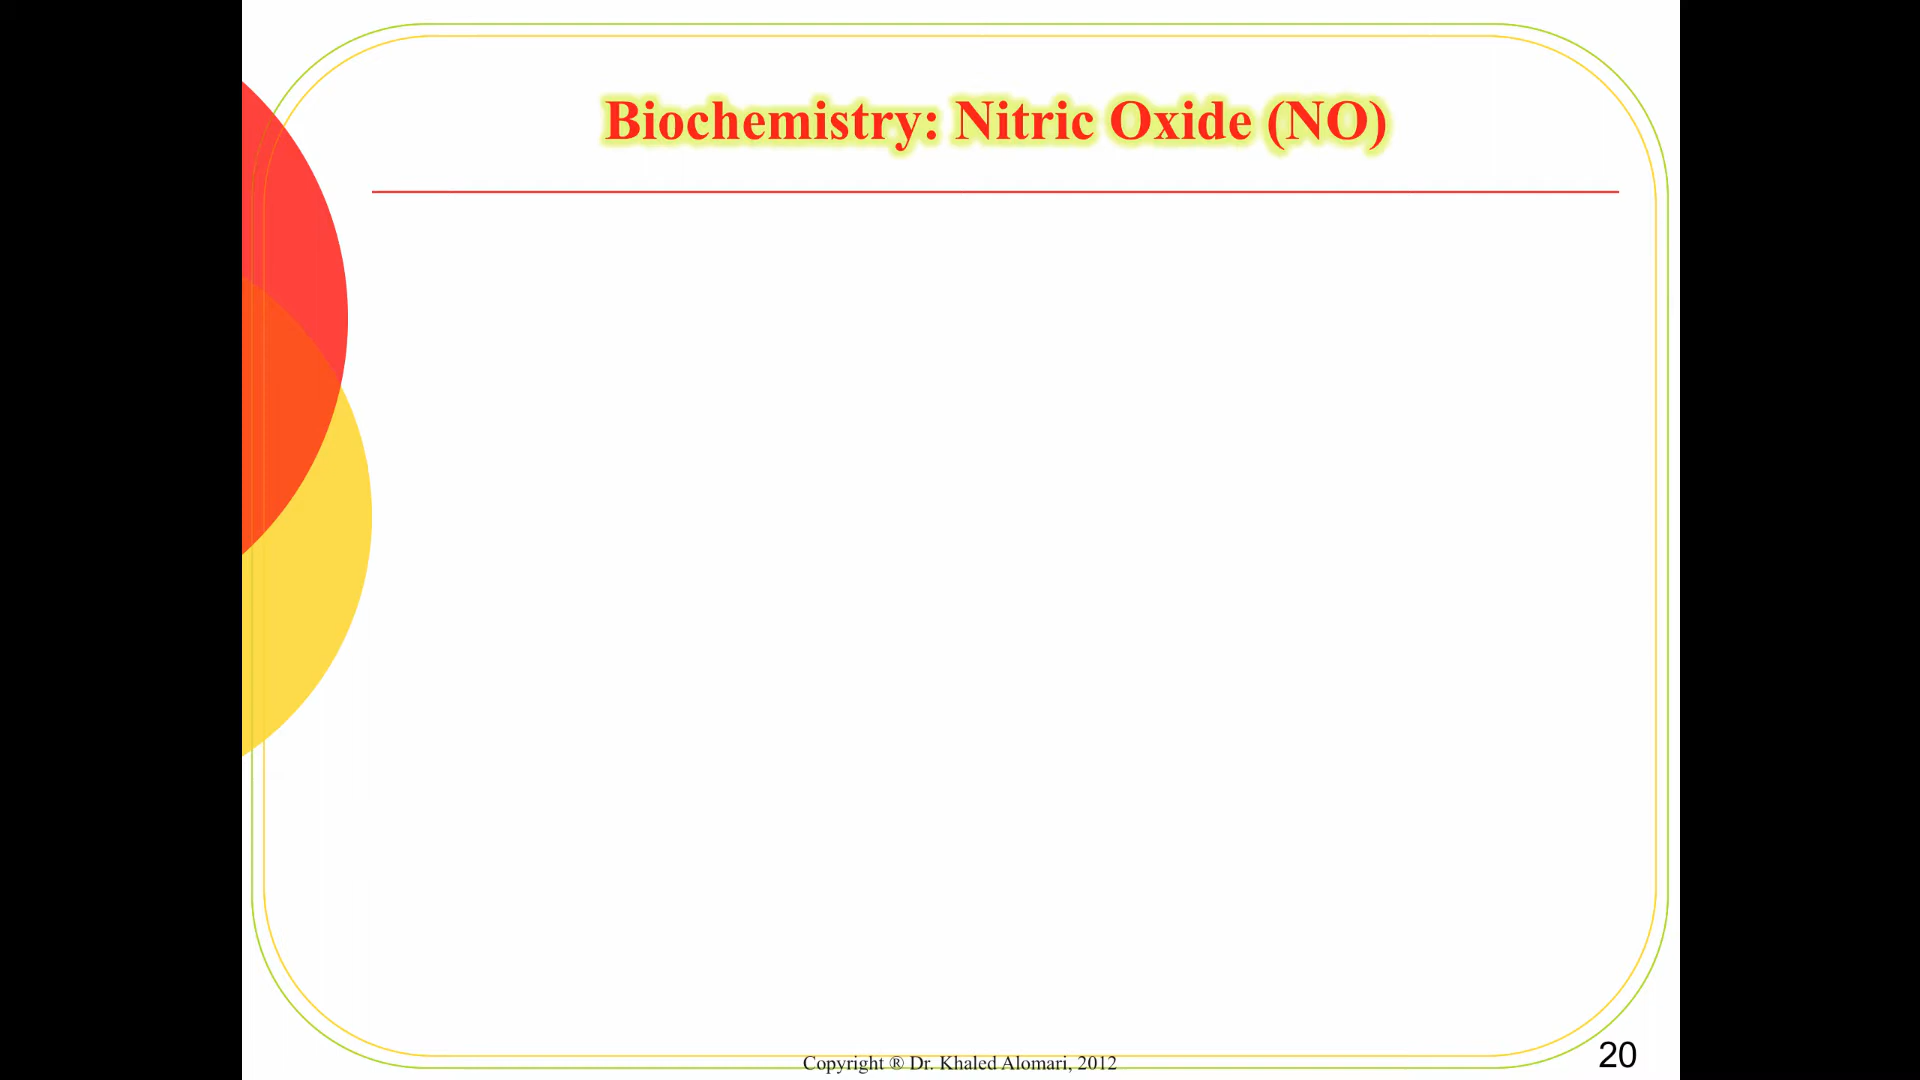 Biochemistry: Nitric Oxide (NO)
Copyright ® Dr. Khaled Alomari, 2012
20